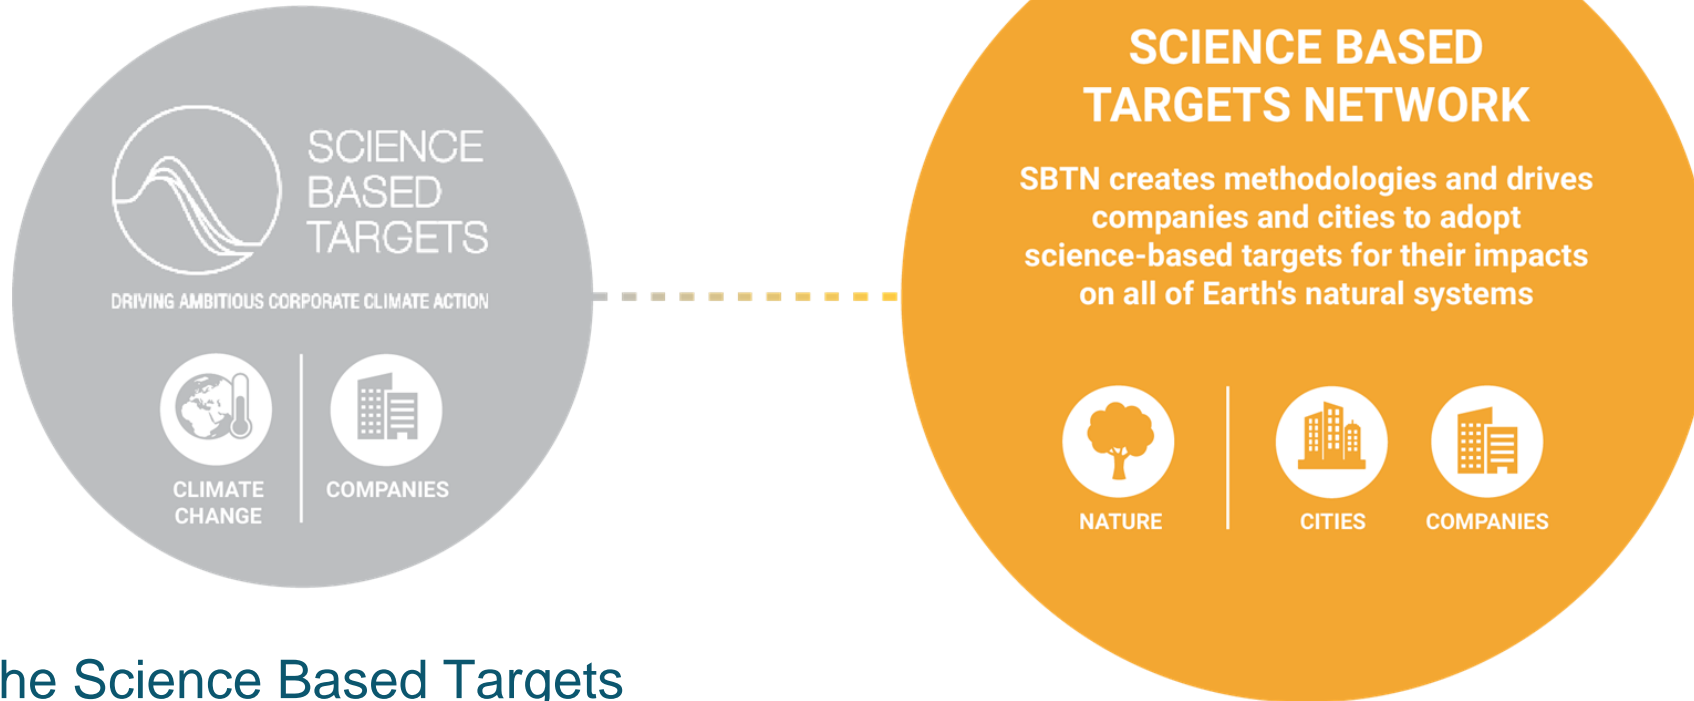 SCIENCE
BASED
TARGETS
DRIVING AMBITIOUS CORPORATE CLIMATE ACTION
CLIMATE
CHANGE
COMPANIES
SCIENCE BASED
TARGETS NETWORK
SBTN creates methodologies and drives
companies and cities to adopt
science-based targets for their impacts
on all of Earth's natural systems
NATURE
CITIES
COMPANIES
he Science Based Targets